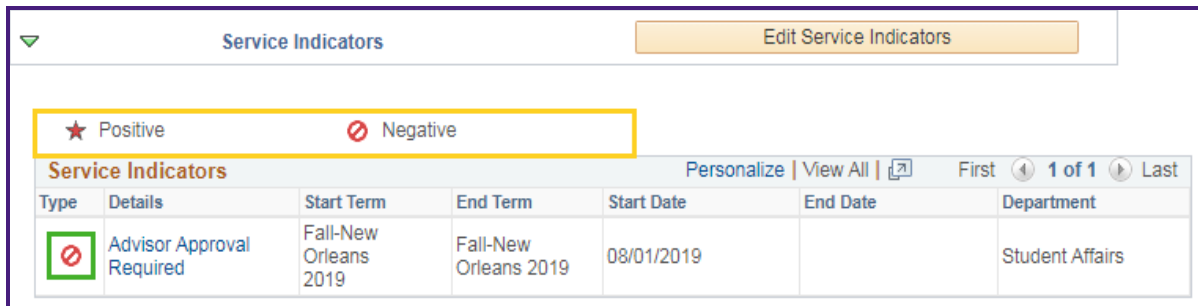 Service Indicators Edit Service Indicators
Positive Negative
Service Indicators Personalize | View All | First 1 of 1 Last
Type Details Start Term End Term Start Date End Date Department
Advisor Approval Required Fall-New Orleans 2019 Fall-New Orleans 2019 08/01/2019 Student Affairs